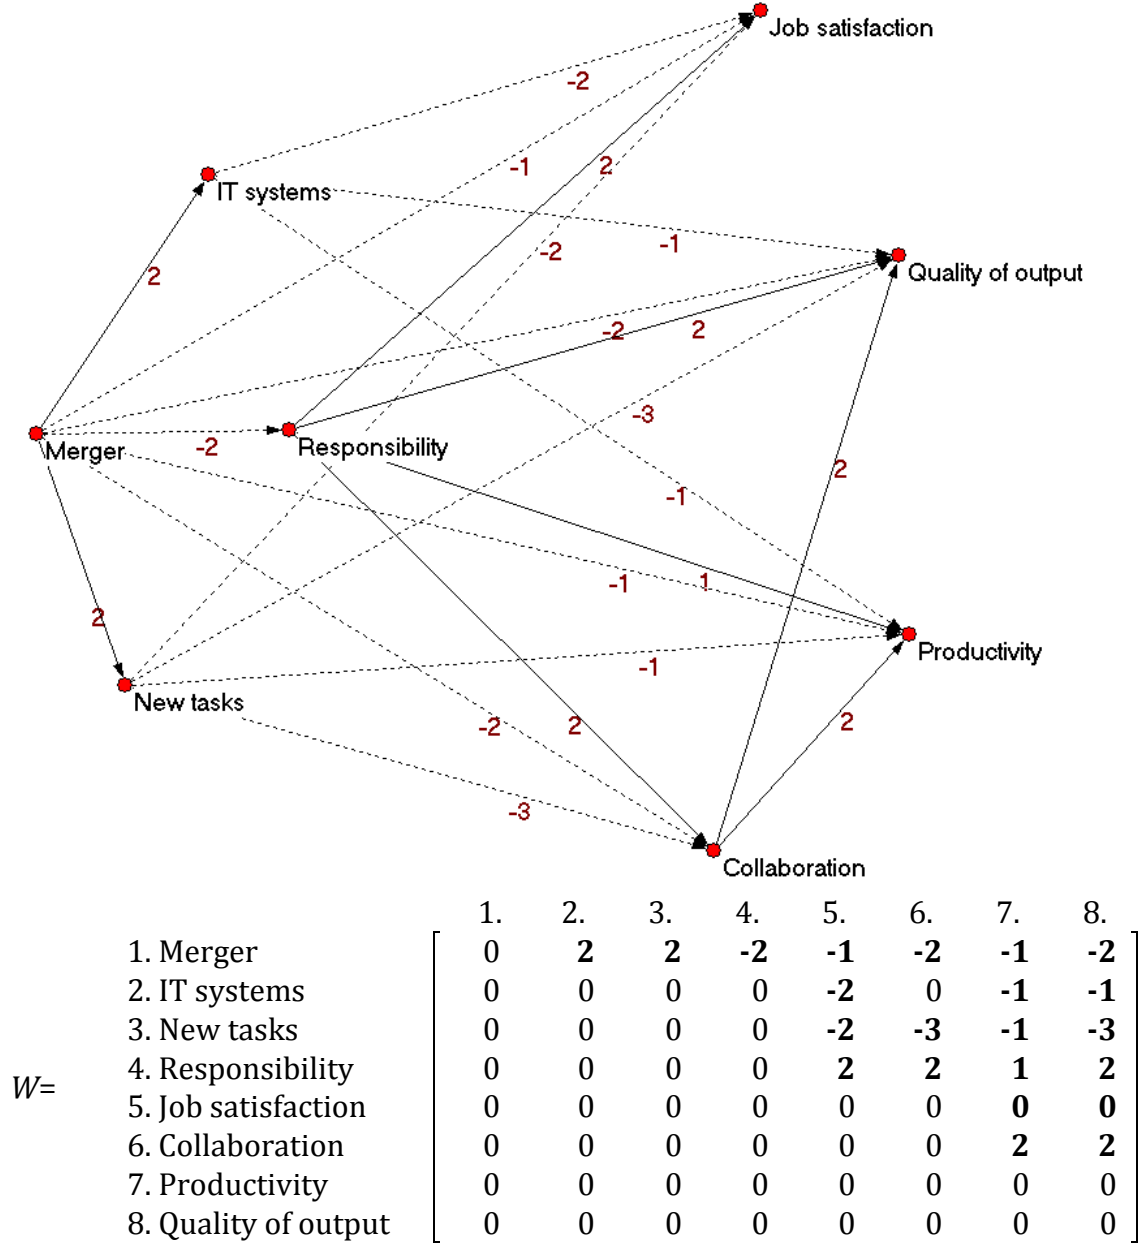 Job satisfaction
-2
-1
2
IT systems
-2
-1
Quality of output
2
-2
2
-3
Merger
-2
Responsibility
2
-1
-1
1
2
Productivity
-1
New tasks
-2
2
2
-3
Collaboration
1. 2. 3. 4. 5. 6. 7. 8.
1. Merger 0 2 2 -2 -1 -2 -1 -2
2. IT systems 0 0 0 0 -2 0 -1 -1
3. New tasks 0 0 0 0 -2 -3 -1 -3
W= 4. Responsibility 0 0 0 0 2 2 1 2
5. Job satisfaction 0 0 0 0 0 0 0 0
6. Collaboration 0 0 0 0 0 0 2 2
7. Productivity 0 0 0 0 0 0 0 0
8. Quality of output 0 0 0 0 0 0 0 0